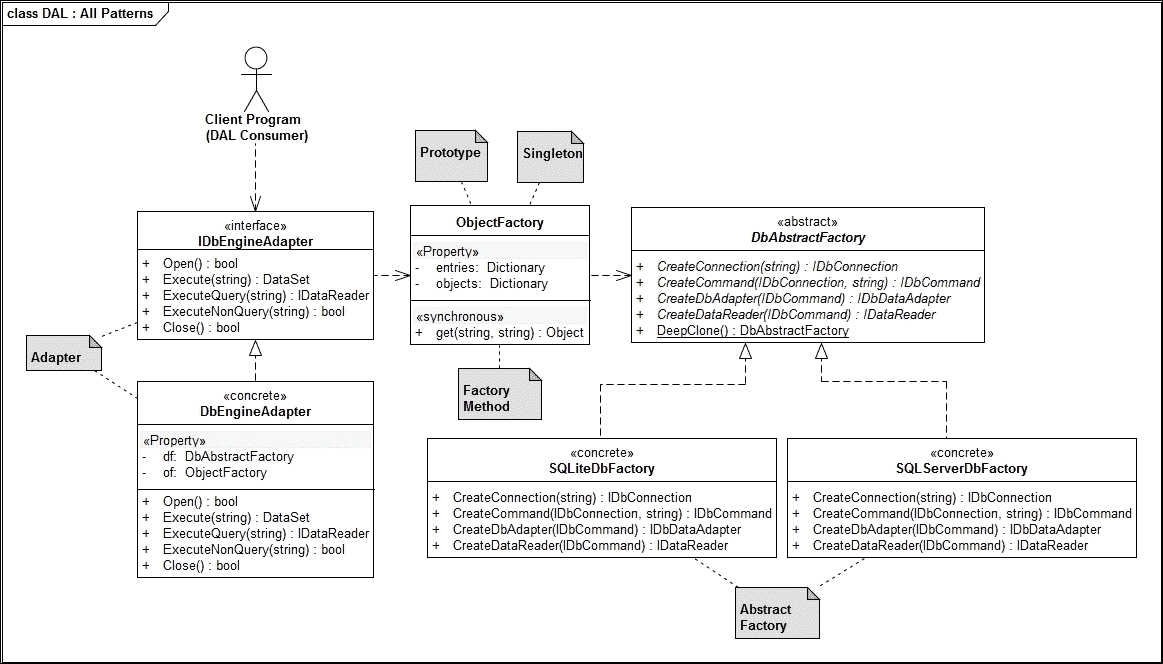 class DAL : All Patterns
Client Program
(DAL Consumer)
Prototype
Singleton
«interface»
IDbEngineAdapter
+ Open() : bool
+ Execute(string) : DataSet
+ ExecuteQuery(string) : IDataReader
+ ExecuteNonQuery(string) : bool
+ Close() : bool
ObjectFactory
«Property»
- entries: Dictionary
- objects: Dictionary
«synchronous»
+ get(string, string) : Object
«abstract»
DbAbstractFactory
+ CreateConnection(string) : IDbConnection
+ CreateCommand(IDbConnection, string) : IDbCommand
+ CreateDbAdapter(IDbCommand) : IDbDataAdapter
+ CreateDataReader(IDbCommand) : IDataReader
+ DeepClone() : DbAbstractFactory
Adapter
Factory
Method
«concrete»
DbEngineAdapter
«Property»
- df: DbAbstractFactory
- of: ObjectFactory
+ Open() : bool
+ Execute(string) : DataSet
+ ExecuteQuery(string) : IDataReader
+ ExecuteNonQuery(string) : bool
+ Close() : bool
«concrete»
SQLiteDbFactory
+ CreateConnection(string) : IDbConnection
+ CreateCommand(IDbConnection, string) : IDbCommand
+ CreateDbAdapter(IDbCommand) : IDbDataAdapter
+ CreateDataReader(IDbCommand) : IDataReader
«concrete»
SQLServerDbFactory
+ CreateConnection(string) : IDbConnection
+ CreateCommand(IDbConnection, string) : IDbCommand
+ CreateDbAdapter(IDbCommand) : IDbDataAdapter
+ CreateDataReader(IDbCommand) : IDataReader
Abstract
Factory